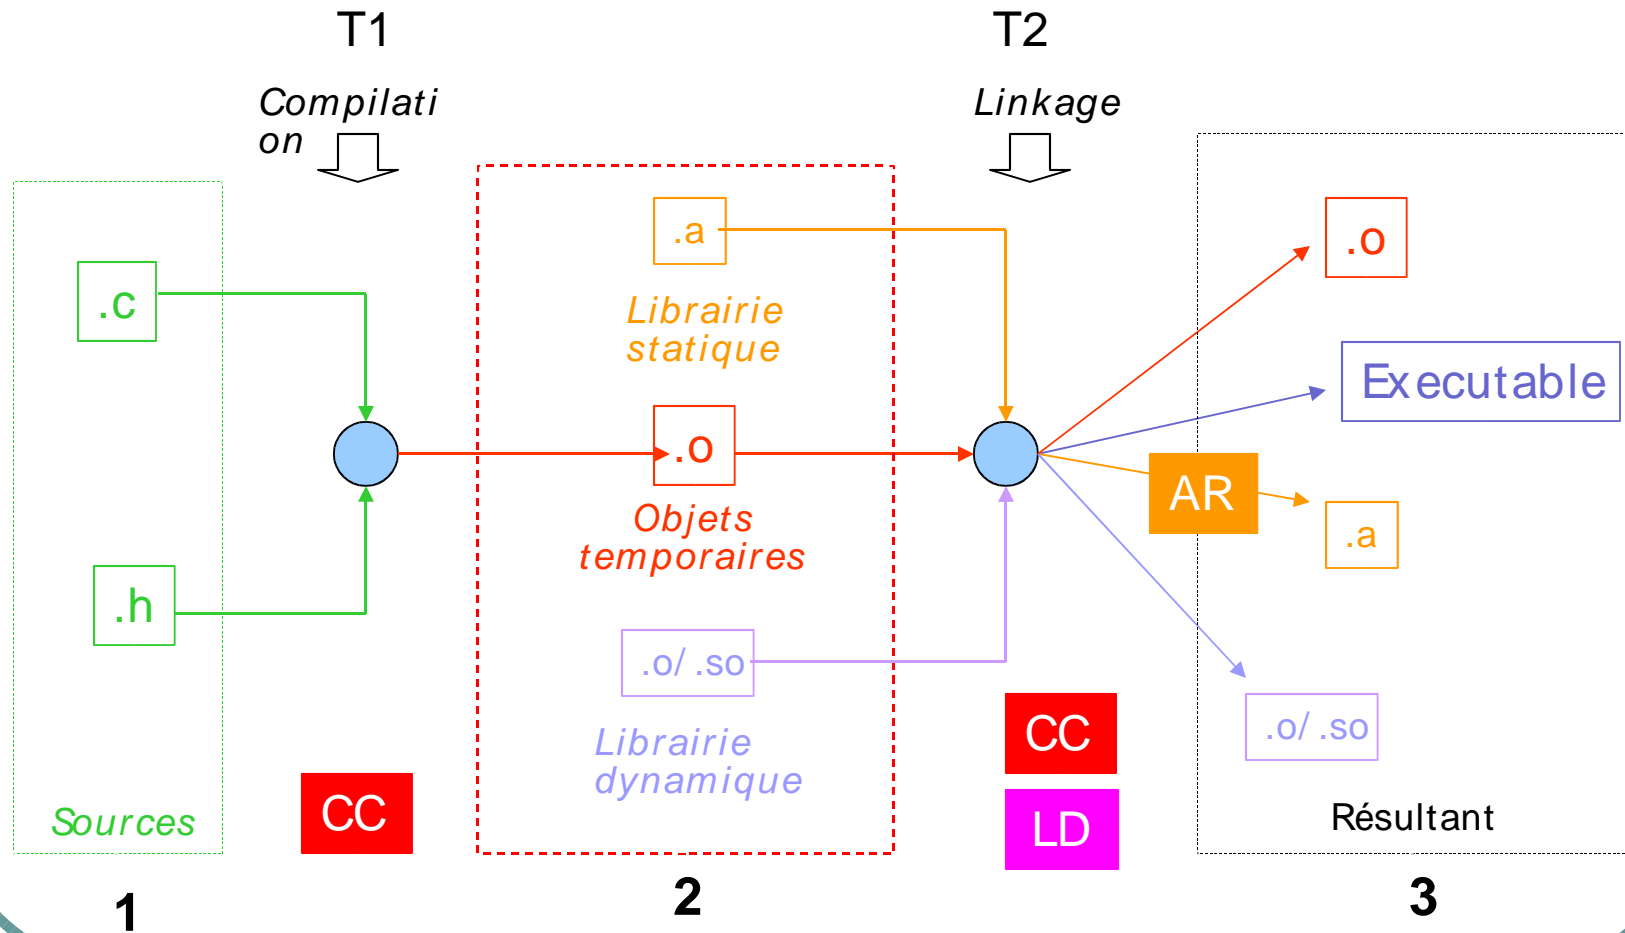 T1
T2
Compilati
on
Linkage
.c
.h
Sources
CC
.a
Librairie
statique
.o
Objets
temporaires
.o/ .so
Librairie
dynamique
CC
LD
.o
Executable
AR
.a
.o/ .so
Résultant
1
2
3